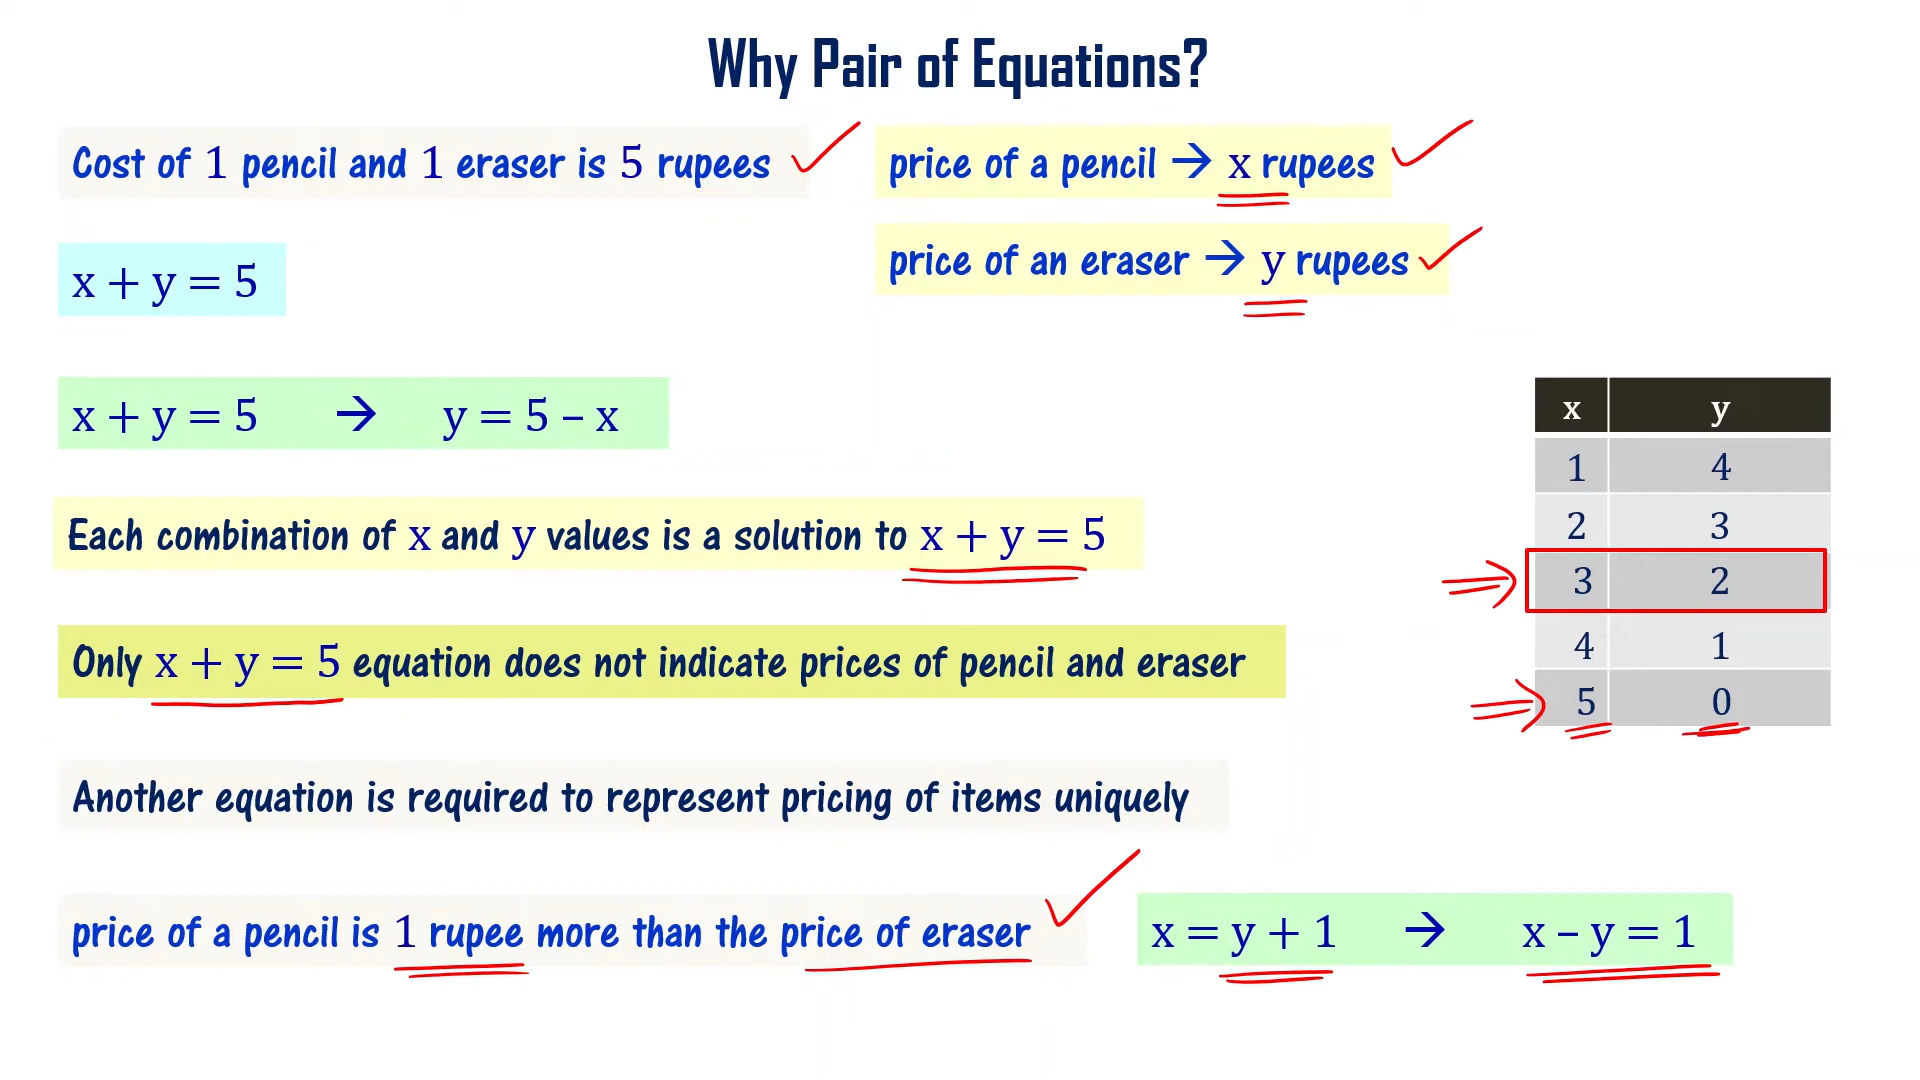 Why Pair of Equations?
Cost of 1 pencil and 1 eraser is 5 rupees
price of a pencil → x rupees
price of an eraser → y rupees
x + y = 5
x + y = 5 → y = 5 – x
Each combination of x and y values is a solution to x + y = 5
Only x + y = 5 equation does not indicate prices of pencil and eraser
Another equation is required to represent pricing of items uniquely
price of a pencil is 1 rupee more than the price of eraser
x = y + 1 → x – y = 1
x y
1 4
2 3
3 2
4 1
5 0